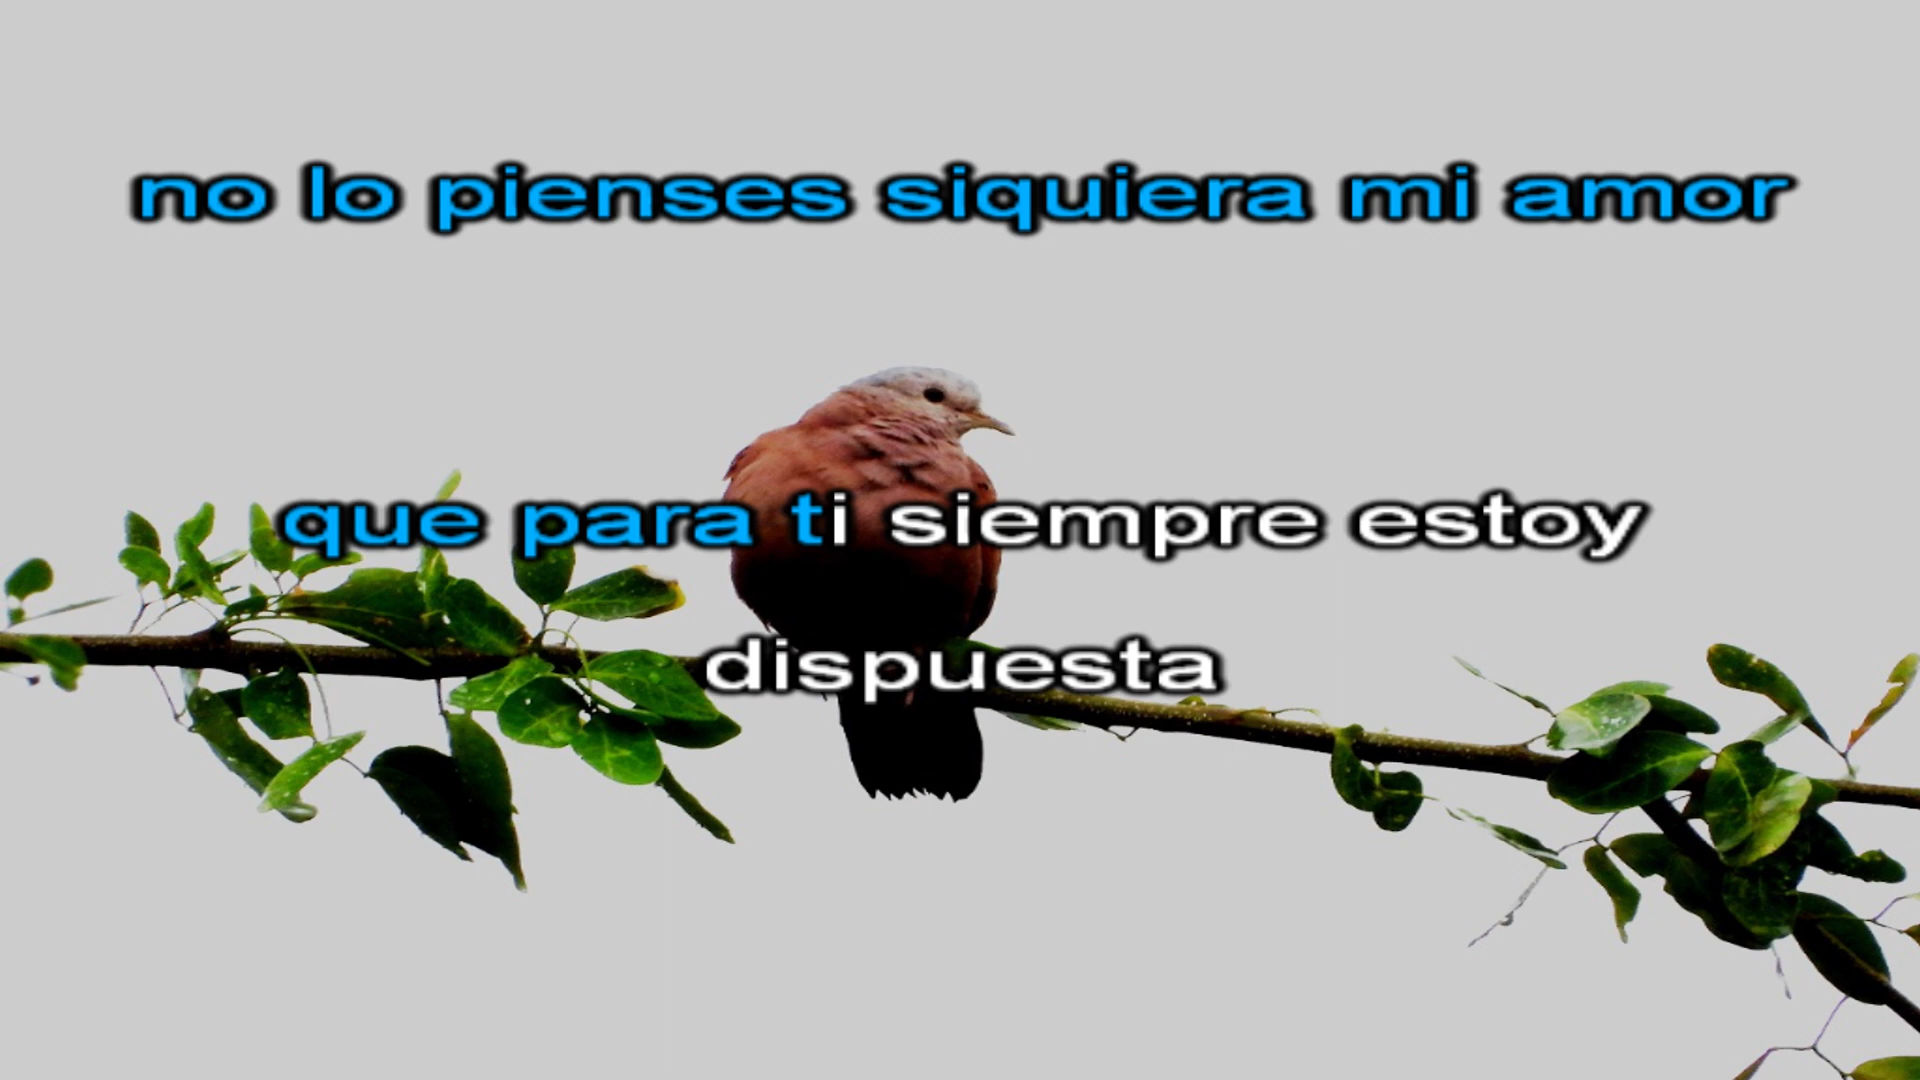 no lo pienses siquiera mi amor
que para ti siempre estoy
dispuesta